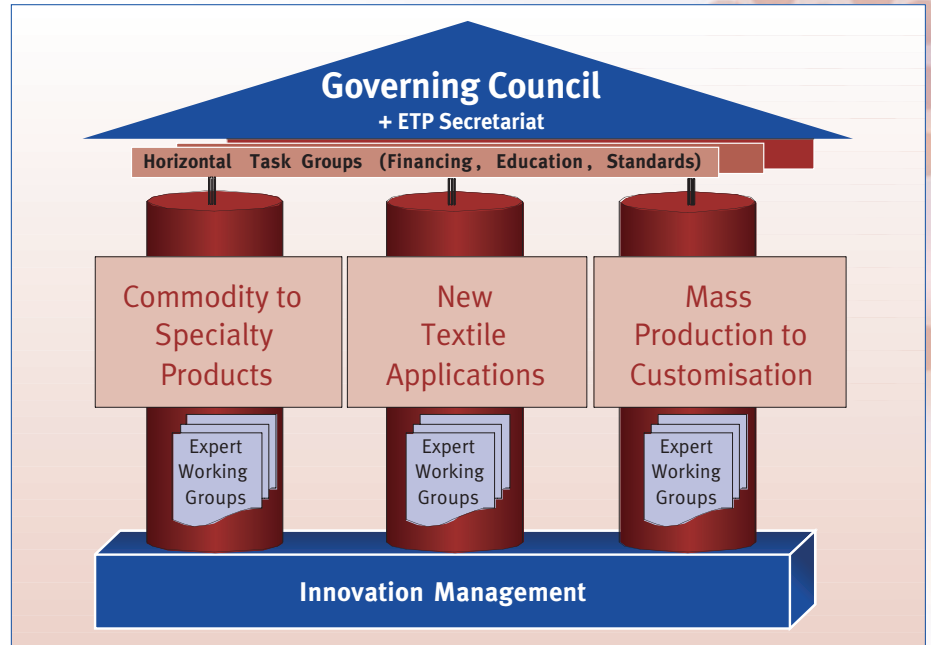 Governing Council
+ ETP Secretariat
Horizontal Task Groups (Financing, Education, Standards)
Commodity to
Specialty
Products
New
Textile
Applications
Mass
Production to
Customisation
Expert
Working
Groups
Expert
Working
Groups
Expert
Working
Groups
Innovation Management